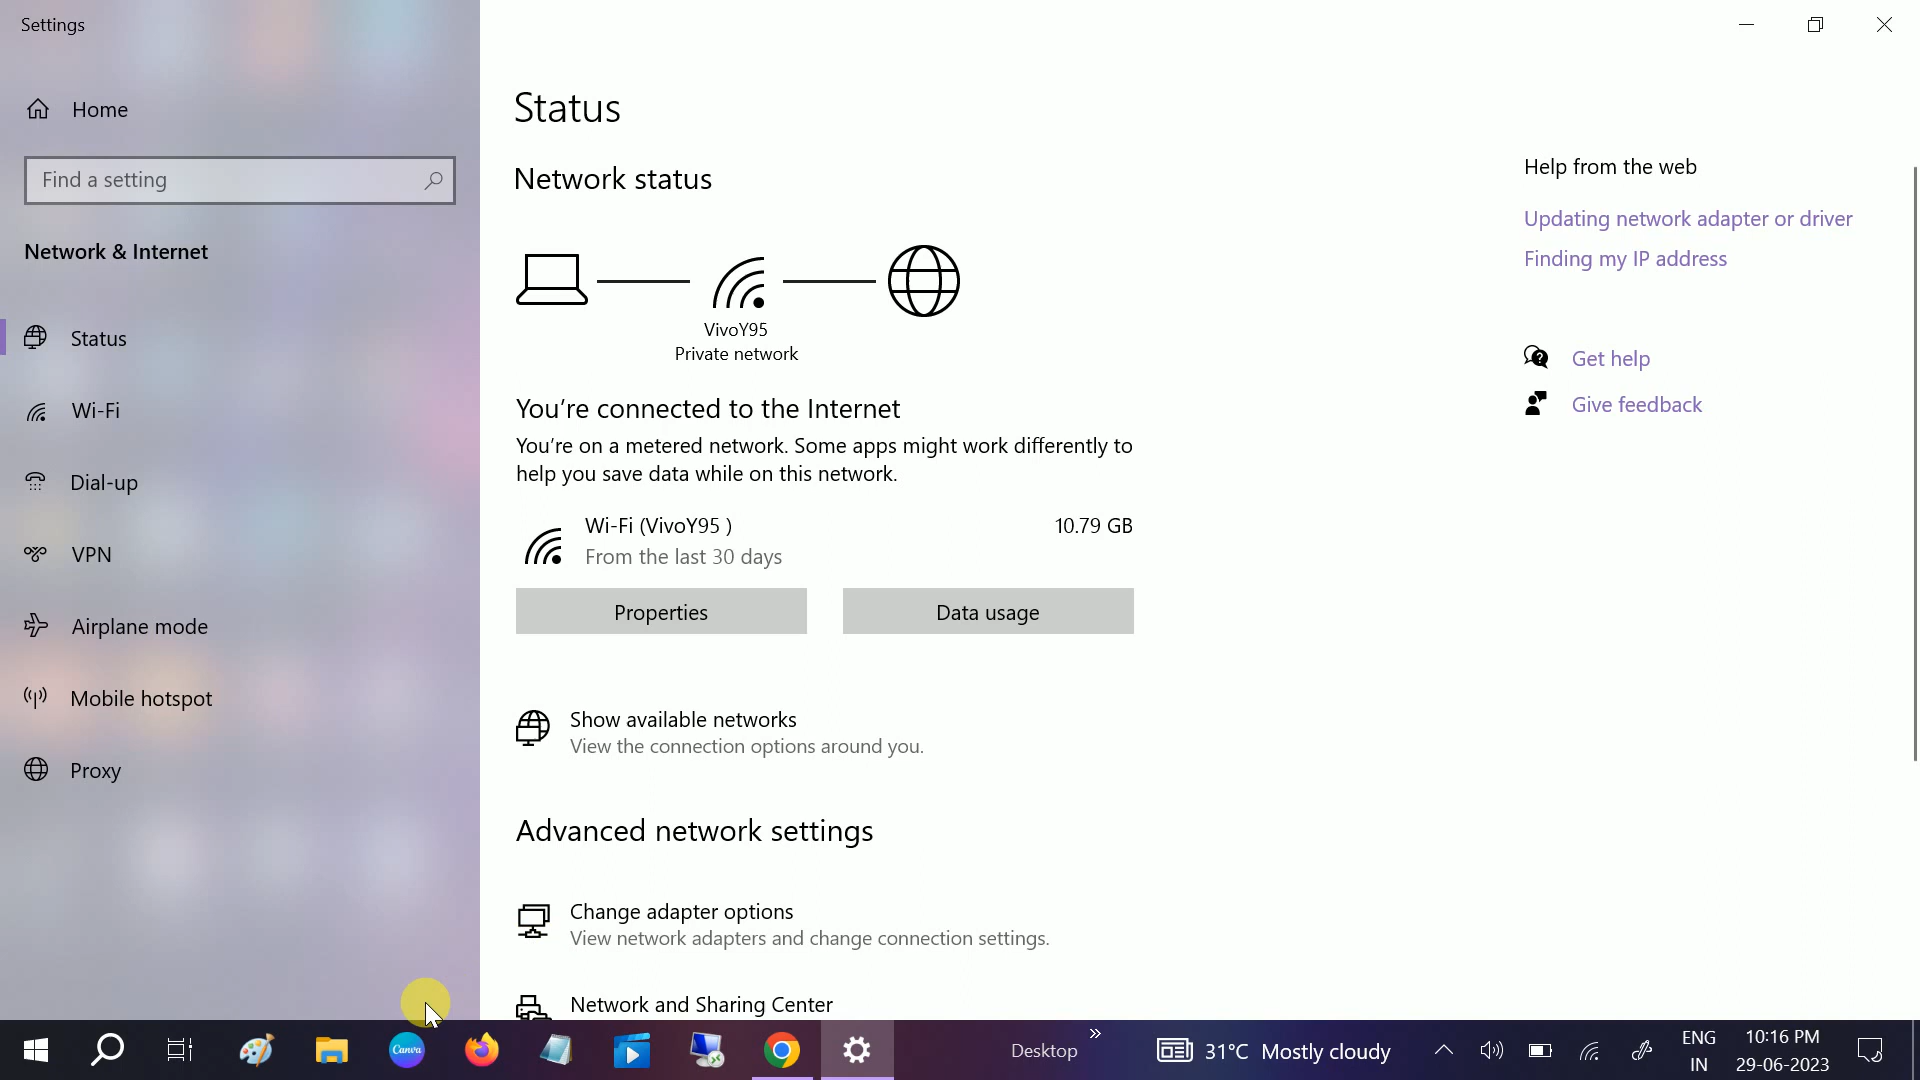 Settings
Home
Find a setting
Network & Internet
Status
Wi-Fi
Dial-up
VPN
Airplane mode
Mobile hotspot
Proxy
Status
Network status
VivoY95
Private network
You're connected to the Internet
You're on a metered network. Some apps might work differently to
help you save data while on this network.
Wi-Fi (VivoY95 )
10.79 GB
From the last 30 days
Properties
Data usage
Show available networks
View the connection options around you.
Advanced network settings
Change adapter options
View network adapters and change connection settings.
Network and Sharing Center
Help from the web
Updating network adapter or driver
Finding my IP address
Get help
Give feedback
Canva
Desktop
31°C Mostly cloudy
ENG
IN
10:16 PM
29-06-2023